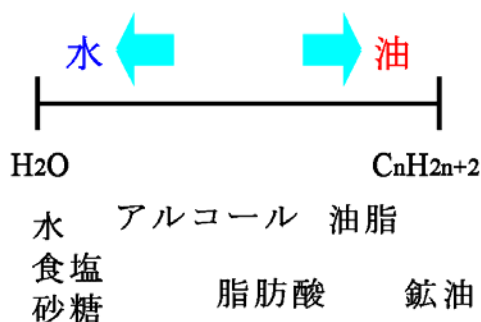 水 油
H2O CnH2n+2
水 アルコール 油脂
食塩
砂糖 脂肪酸 鉱油